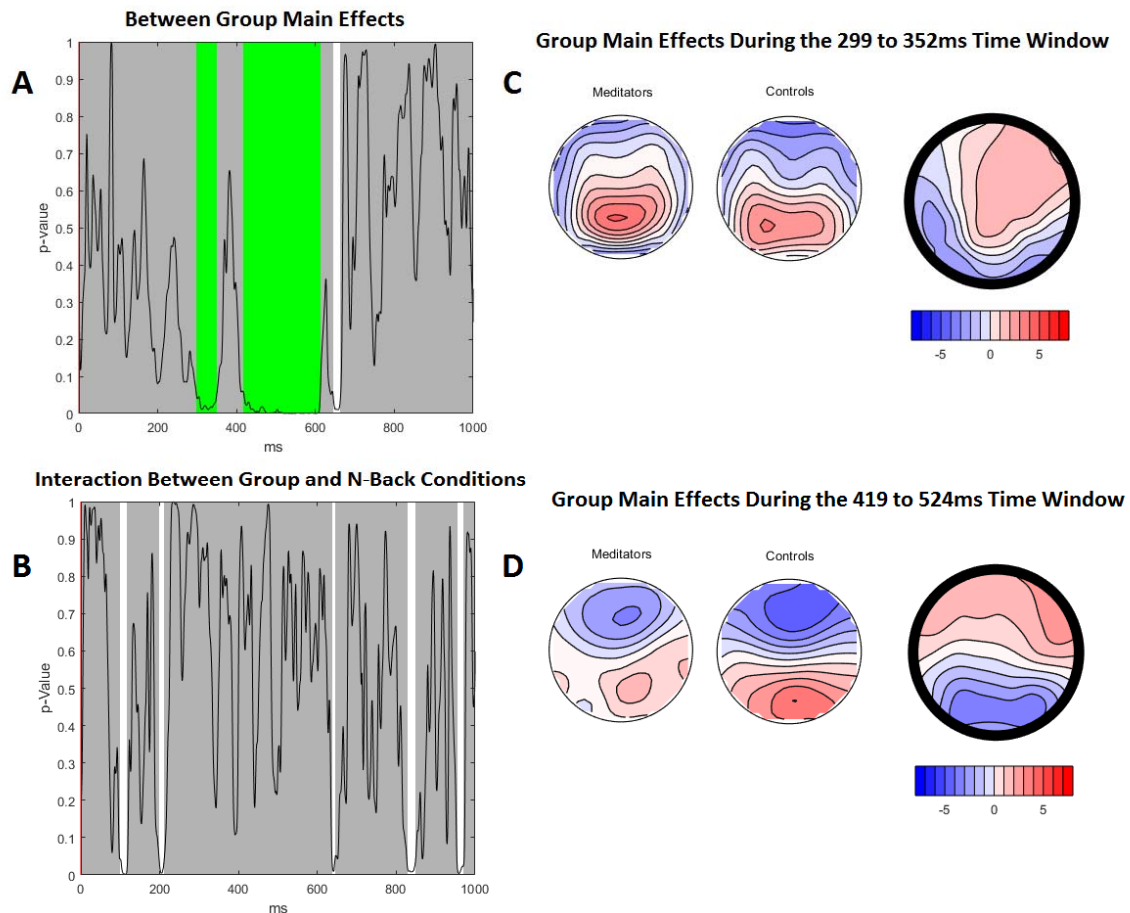 Between Group Main Effects
A
1
0.9
0.8
0.7
0.6
0.5
0.4
0.3
0.2
0.1
0
p-value
0 200 400 600 800 1000
ms
Interaction Between Group and N-Back Conditions
B
1
0.9
0.8
0.7
0.6
0.5
0.4
0.3
0.2
0.1
0
p-Value
0 200 400 600 800 1000
ms
Group Main Effects During the 299 to 352ms Time Window
C
Meditators Controls
-5 0 5
Group Main Effects During the 419 to 524ms Time Window
D
Meditators Controls
-5 0 5